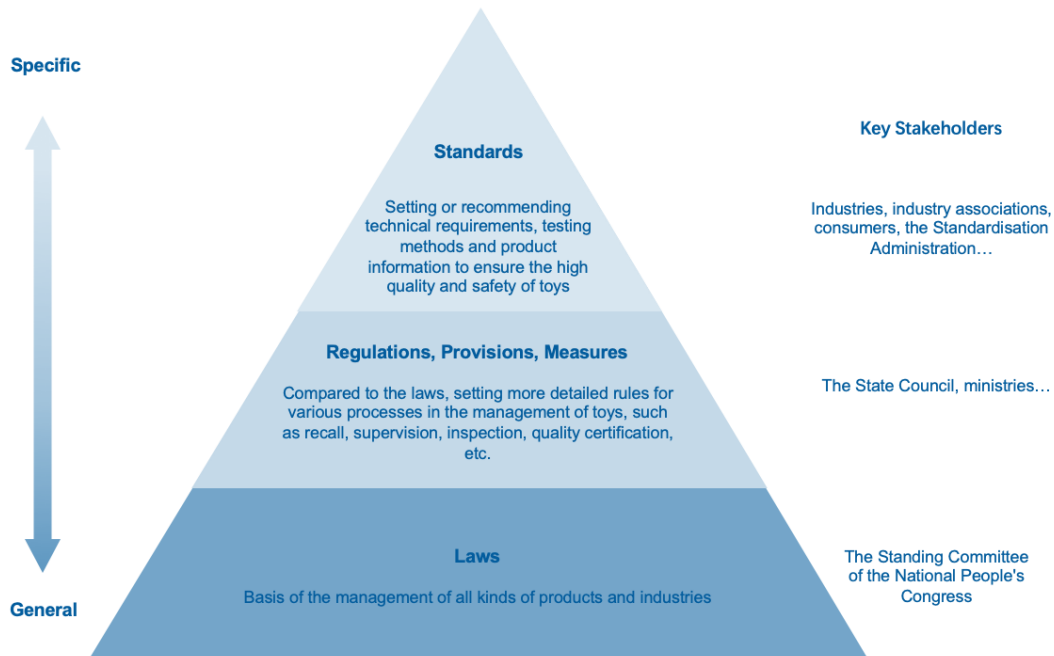 Specific
Key Stakeholders
Standards
Setting or recommending
technical requirements, testing
methods and product
information to ensure the high
quality and safety of toys
Industries, industry associations,
consumers, the Standardisation
Administration…
Regulations, Provisions, Measures
Compared to the laws, setting more detailed rules for
various processes in the management of toys, such
as recall, supervision, inspection, quality certification,
etc.
The State Council, ministries…
Laws
Basis of the management of all kinds of products and industries
The Standing Committee
of the National People's
Congress
General